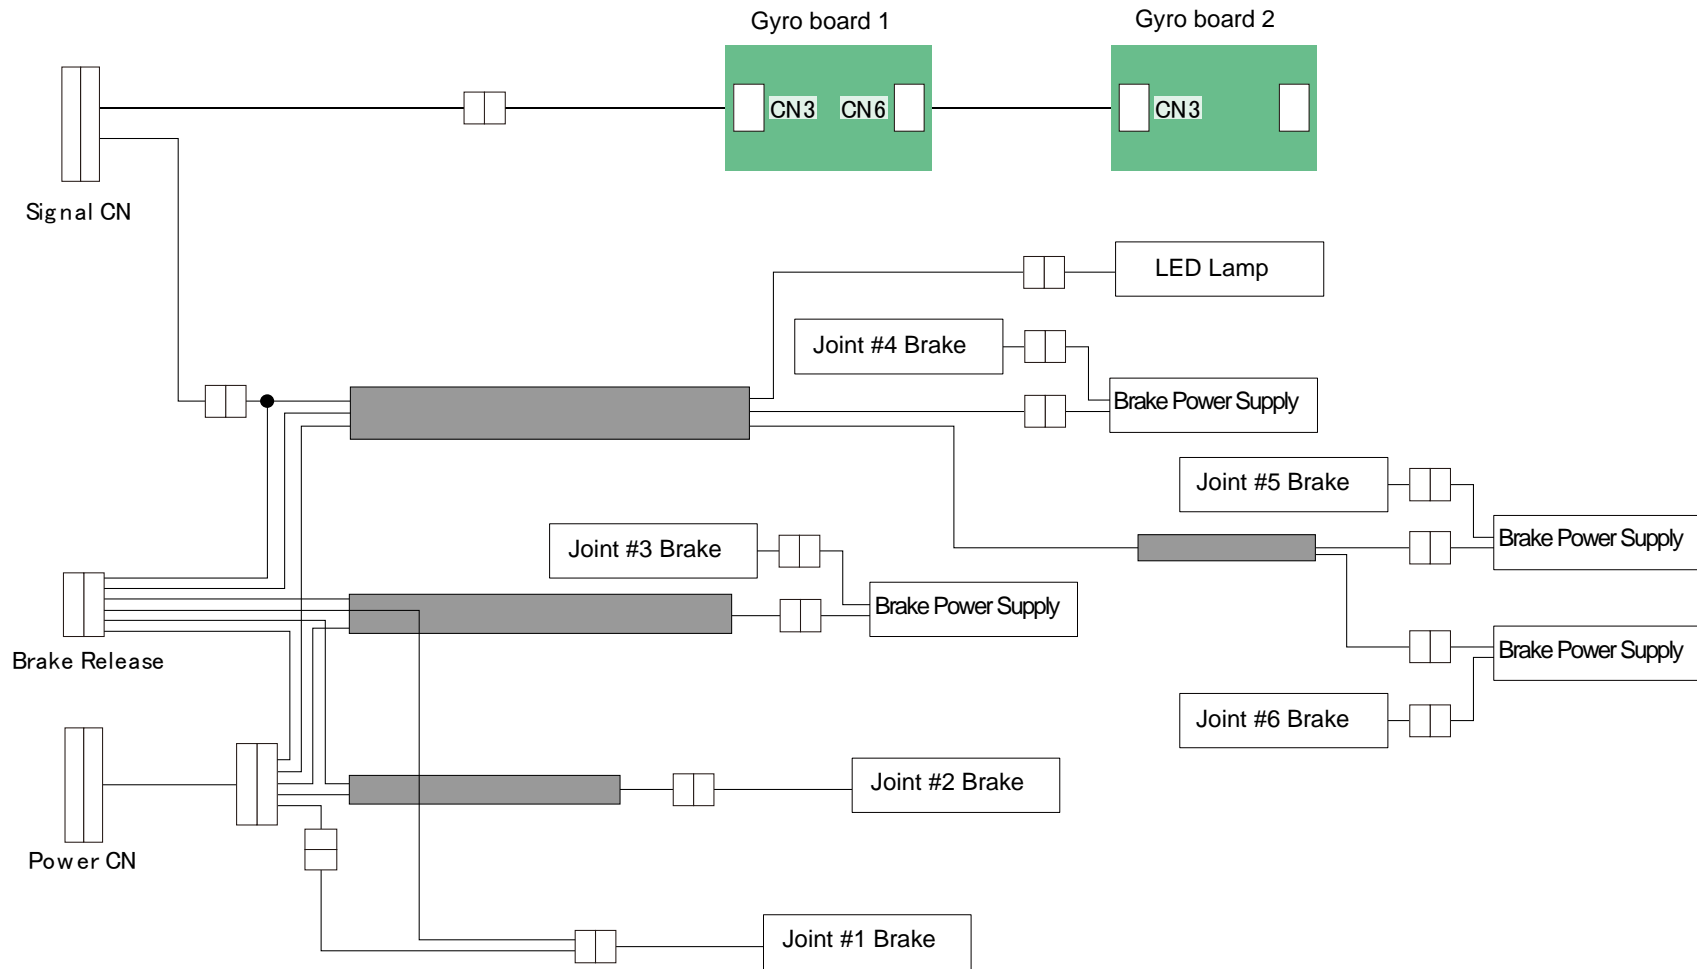 Gyro board 1
Gyro board 2
CN3
CN6
CN3
Signal CN
LED Lamp
Joint #4 Brake
Brake Power Supply
Joint #5 Brake
Brake Power Supply
Joint #3 Brake
Brake Power Supply
Brake Release
Brake Power Supply
Joint #6 Brake
Joint #2 Brake
Power CN
Joint #1 Brake